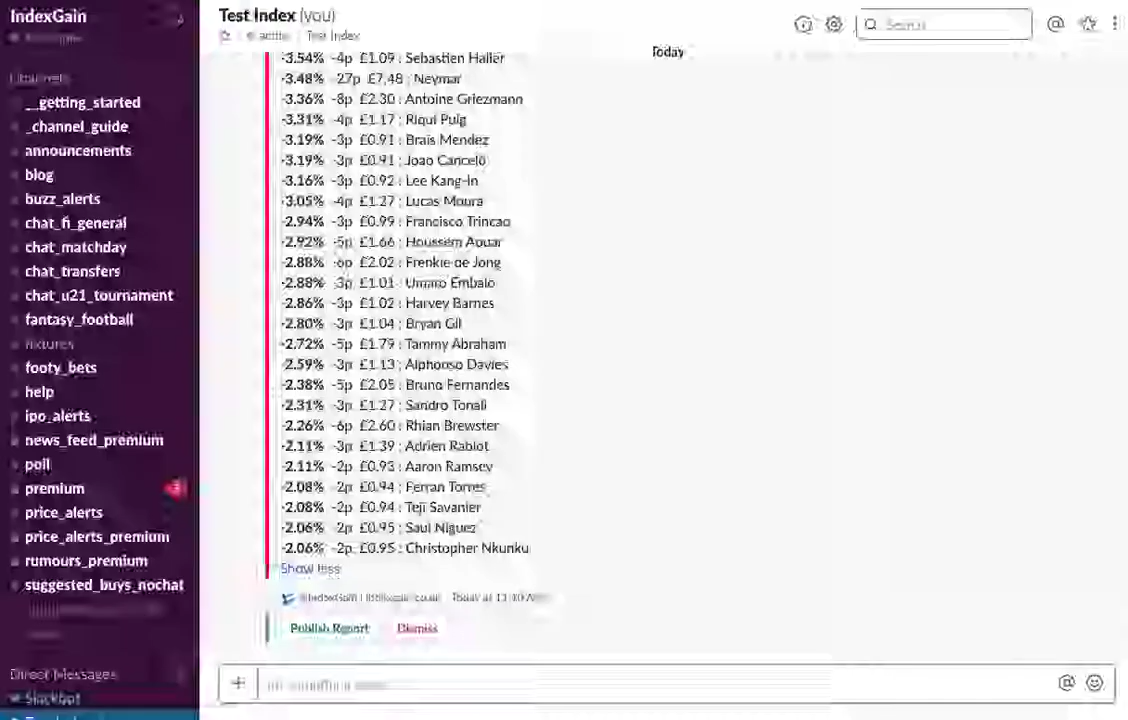 IndexGain
Channels
__getting_started
_channel_guide
announcements
blog
buzz_alerts
chat_fi_general
chat_matchday
chat_transfers
chat_u21_tournament
fantasy_football
fixtures
footy_bets
help
ipo_alerts
news_feed_premium
poll
premium
price_alerts
price_alerts_premium
rumours_premium
suggested_buys_nochat
Direct Messages
Slackbot
Test Index (you)
active Test Index
Search
Today
-3.54% -4p £1.09 : Sebastien Haller
-3.48% -27p £7.48 : Neymar
-3.36% -8p £2.30 : Antoine Griezmann
-3.31% -4p £1.17 : Riqui Puig
-3.19% -3p £0.91 : Brais Mendez
-3.19% -3p £0.91 : Joao Cancelo
-3.16% -3p £0.92 : Lee Kang-In
-3.05% -4p £1.27 : Lucas Moura
-2.94% -3p £0.99 : Francisco Trincao
-2.92% -5p £1.66 : Houssem Aouar
-2.88% -6p £2.02 : Frenkie de Jong
-2.88% -3p £1.01 : Umaro Embalo
-2.86% -3p £1.02 : Harvey Barnes
-2.80% -3p £1.04 : Bryan Gil
-2.72% -5p £1.79 : Tammy Abraham
-2.59% -3p £1.13 : Alphonso Davies
-2.38% -5p £2.05 : Bruno Fernandes
-2.31% -3p £1.27 : Sandro Tonali
-2.26% -6p £2.60 : Rhian Brewster
-2.11% -3p £1.39 : Adrien Rabiot
-2.11% -2p £0.93 : Aaron Ramsey
-2.08% -2p £0.94 : Ferran Torres
-2.08% -2p £0.94 : Teji Savanier
-2.06% -2p £0.95 : Saul Niguez
-2.06% -2p £0.95 : Christopher Nkunku
Show less
Today at
Publish Report Dismiss